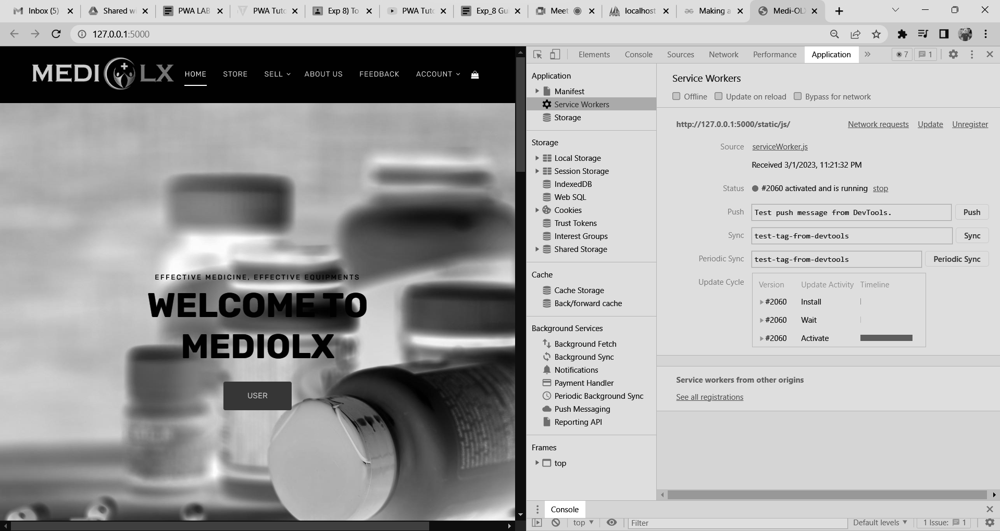 Inbox (5)
Shared wi
PWA LAB
PWA Tuto
Exp 8) To
PWA Tuto
Exp_8 Gui
Meet
localhost
Making a
Medi-OLX
127.0.0.1:5000
MEDI LX
HOME
STORE
SELL
ABOUT US
FEEDBACK
ACCOUNT
EFFECTIVE MEDICINE, EFFECTIVE EQUIPMENTS
WELCOME TO
MEDIOLX
USER
Elements
Console
Sources
Network
Performance
Application
7
1
Application
Manifest
Service Workers
Storage
Storage
Local Storage
Session Storage
IndexedDB
Web SQL
Cookies
Trust Tokens
Interest Groups
Shared Storage
Cache
Cache Storage
Back/forward cache
Background Services
Background Fetch
Background Sync
Notifications
Payment Handler
Periodic Background Sync
Push Messaging
Reporting API
Frames
top
Service Workers
Offline
Update on reload
Bypass for network
http://127.0.0.1:5000/static/js/
Network requests
Update
Unregister
Source
serviceWorker.js
Received 3/1/2023, 11:21:32 PM
Status
#2060 activated and is running stop
Push
Test push message from DevTools.
Push
Sync
test-tag-from-devtools
Sync
Periodic Sync
test-tag-from-devtools
Periodic Sync
Update Cycle
Version Update Activity Timeline
#2060 Install
#2060 Wait
#2060 Activate
Service workers from other origins
See all registrations
Console
top
Filter
Default levels
1 Issue: 1